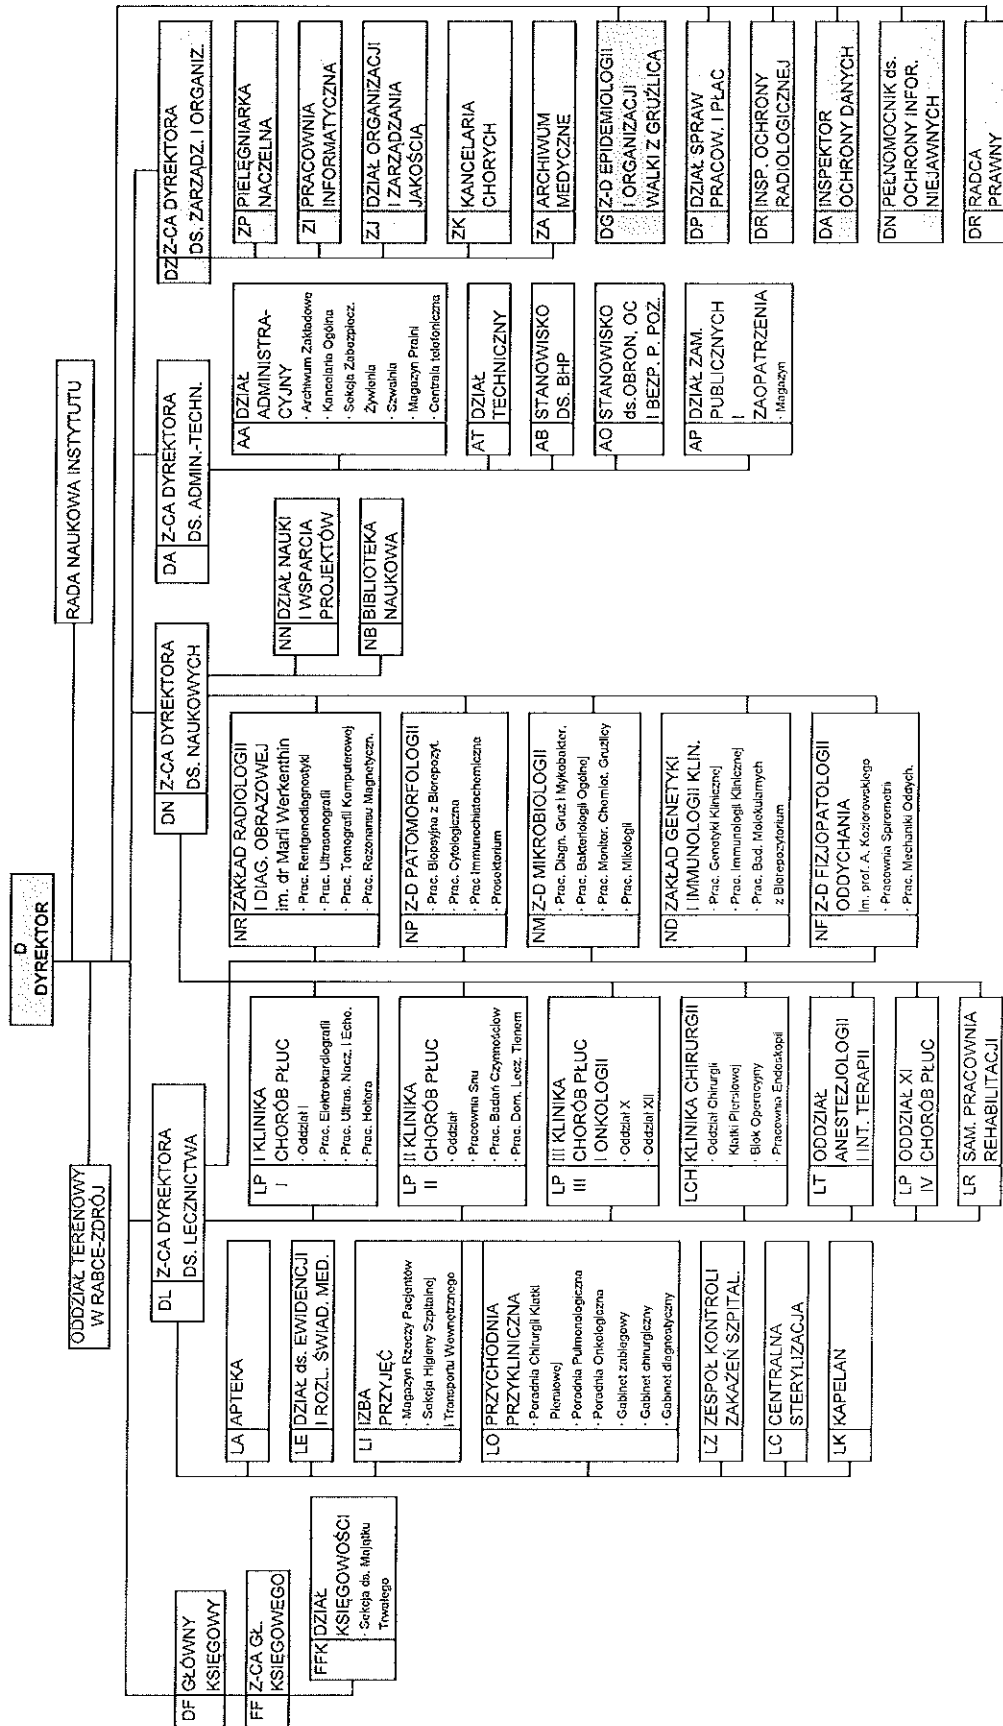 D
DYREKTOR
ODDZIAŁ TERENOWY
W RABCE-ZDRÓJ
RADA NAUKOWA INSTYTUTU
DF GŁÓWNY
KSIĘGOWY
FF Z-CA GŁ.
KSIĘGOWEGO
FFK DZIAŁ
KSIĘGOWOŚCI
· Sekcja ds. Majątku
Trwałego
DL Z-CA DYREKTORA
DS. LECZNICTWA
LA APTEKA
LE DZIAŁ ds. EWIDENCJI
I ROZL. ŚWIAD. MED.
LI IZBA
PRZYJĘĆ
· Magazyn Rzeczy Pacjentów
· Sekcja Higieny Szpitalnej
i Transportu Wewnętrznego
LO PRZYCHODNIA
PRZYKLINICZNA
· Poradnia Chirurgii Klatki
Piersiowej
· Poradnia Pulmonologiczna
· Poradnia Onkologiczna
· Gabinet zabiegowy
· Gabinet chirurgiczny
· Gabinet diagnostyczny
LZ ZESPÓŁ KONTROLI
ZAKAŻEŃ SZPITAL.
LC CENTRALNA
STERYLIZACJA
LK KAPELAN
LP I KLINIKA
I CHORÓB PŁUC
· Oddział I
· Prac. Elektrokardiografii
· Prac. Ultras. Nacz. i Echo.
· Prac. Holtera
LP II KLINIKA
II CHORÓB PŁUC
· Oddział
· Pracownia Snu
· Prac. Badań Czynnościow
· Prac. Dom. Lecz. Tlenem
LP III KLINIKA
III CHORÓB PŁUC
I ONKOLOGII
· Oddział X
· Oddział XII
LCH KLINIKA CHIRURGII
· Oddział Chirurgii
Klatki Piersiowej
· Blok Operacyjny
· Pracownia Endoskopii
LT ODDZIAŁ
ANESTEZJOLOGII
I INT. TERAPII
LP ODDZIAŁ XI
IV CHORÓB PŁUC
LR SAM. PRACOWNIA
REHABILITACJI
DN Z-CA DYREKTORA
DS. NAUKOWYCH
NR ZAKŁAD RADIOLOGII
I DIAG. OBRAZOWEJ
im. dr Marii Werkenthin
· Prac. Rentgenodiagnostyki
· Prac. Ultrasonografii
· Prac. Tomografii Komputerowej
· Prac. Rezonansu Magnetyczn.
NP Z-D PATOMORFOLOGII
· Prac. Biopsyjna z Biorepozyt.
· Prac. Cytologiczna
· Prac Immunochistochemiczna
· Prosektorium
NM Z-D MIKROBIOLOGII
· Prac. Diagn. Gruź.i Mykobakter.
· Prac. Bakteriologii Ogólnej
· Prac. Monitor. Chemioter. Gruźlicy
· Prac. Mikologii
ND ZAKŁAD GENETYKI
I IMMUNOLOGII KLIN.
· Prac. Genetyki Klinicznej
· Prac. Immunologii Klinicznej
· Prac. Bad. Molekularnych
z Biorepozytorium
NF Z-D FIZJOPATOLOGII
ODDYCHANIA
Im. prof. A. Koziorowskiego
· Pracownia Spirometrii
· Prac. Mechaniki Oddych.
NN DZIAŁ NAUKI
I WSPARCIA
PROJEKTÓW
NB BIBLIOTEKA
NAUKOWA
DA Z-CA DYREKTORA
DS. ADMIN.-TECHN.
AA DZIAŁ
ADMINISTRA-
CYJNY
· Archiwum Zakładowe
· Kancelaria Ogólna
· Sekcja Zabezpiecz.
Żywienia
· Szwalnia
· Magazyn Pralni
· Centrala telefoniczna
AT DZIAŁ
TECHNICZNY
AB STANOWISKO
DS. BHP
AO STANOWISKO
ds.OBRON, OC
I BEZP. P. POŻ.
AP DZIAŁ ZAM.
PUBLICZNYCH
I
ZAOPATRZENIA
· Magazyn
DZ Z-CA DYREKTORA
DS. ZARZĄDZ. I ORGANIZ.
ZP PIELĘGNIARKA
NACZELNA
ZI PRACOWNIA
INFORMATYCZNA
ZJ DZIAŁ ORGANIZACJI
I ZARZĄDZANIA
JAKOŚCIĄ
ZK KANCELARIA
CHORYCH
ZA ARCHIWUM
MEDYCZNE
DG Z-D EPIDEMIOLOGII
I ORGANIZACJI
WALKI Z GRUŹLICĄ
DP DZIAŁ SPRAW
PRACOW. I PŁAC
DR INSP. OCHRONY
RADIOLOGICZNEJ
DA INSPEKTOR
OCHRONY DANYCH
DN PEŁNOMOCNIK ds.
OCHRONY INFOR.
NIEJAWNYCH
DR RADCA
PRAWNY